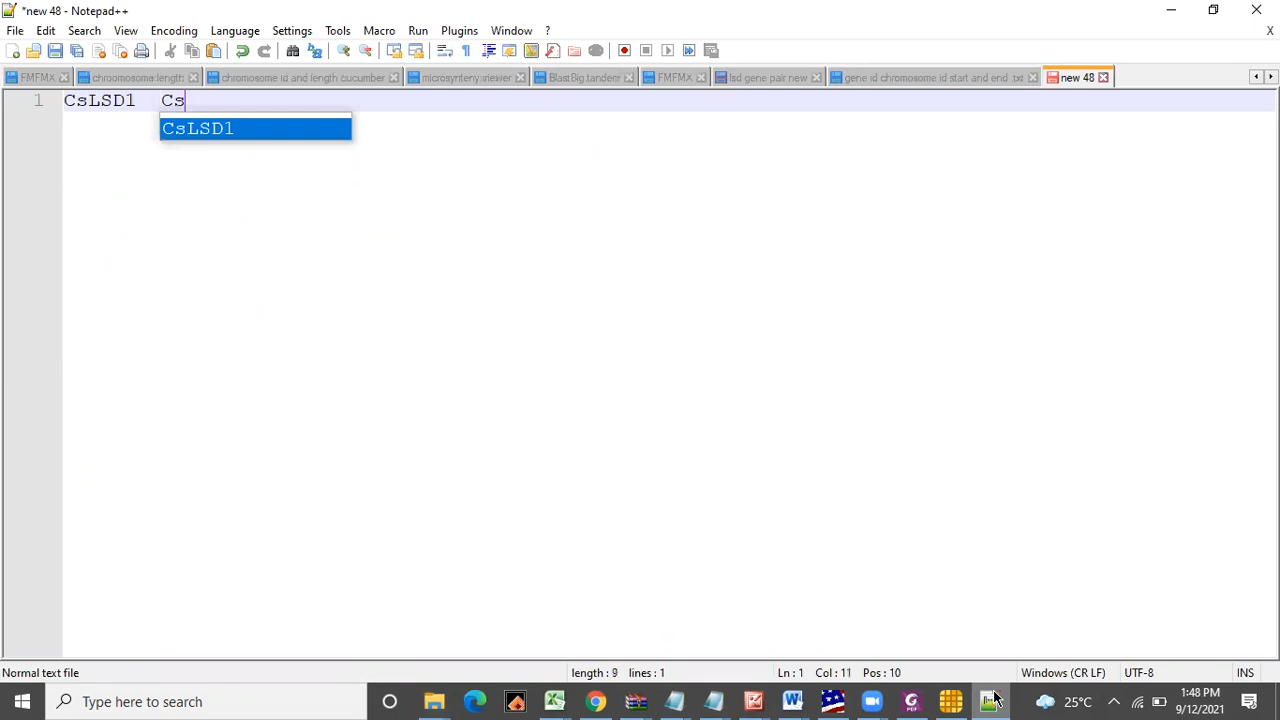 *new 48 - Notepad++
File Edit Search View Encoding Language Settings Tools Macro Run Plugins Window ? X
FMFMX chroomosome:length chromosome id and length cucumber microsynteny.viewer BlastBig.tandem FMFMX lsd gene pair new gene id chromosome id start and end .txt new 48
1 CsLSD1 Cs
CsLSD1
Normal text file length : 9 lines : 1 Ln : 1 Col : 11 Pos : 10 Windows (CR LF) UTF-8 INS
Type here to search 25°C 1:48 PM
9/12/2021